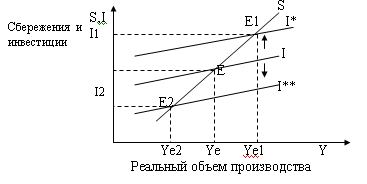 S,I
S
Сбережения и
инвестиции
I1
E1
I*
I
E
I2
E2
I**
Ye2
Ye
Ye1
Y
Реальный объем производства